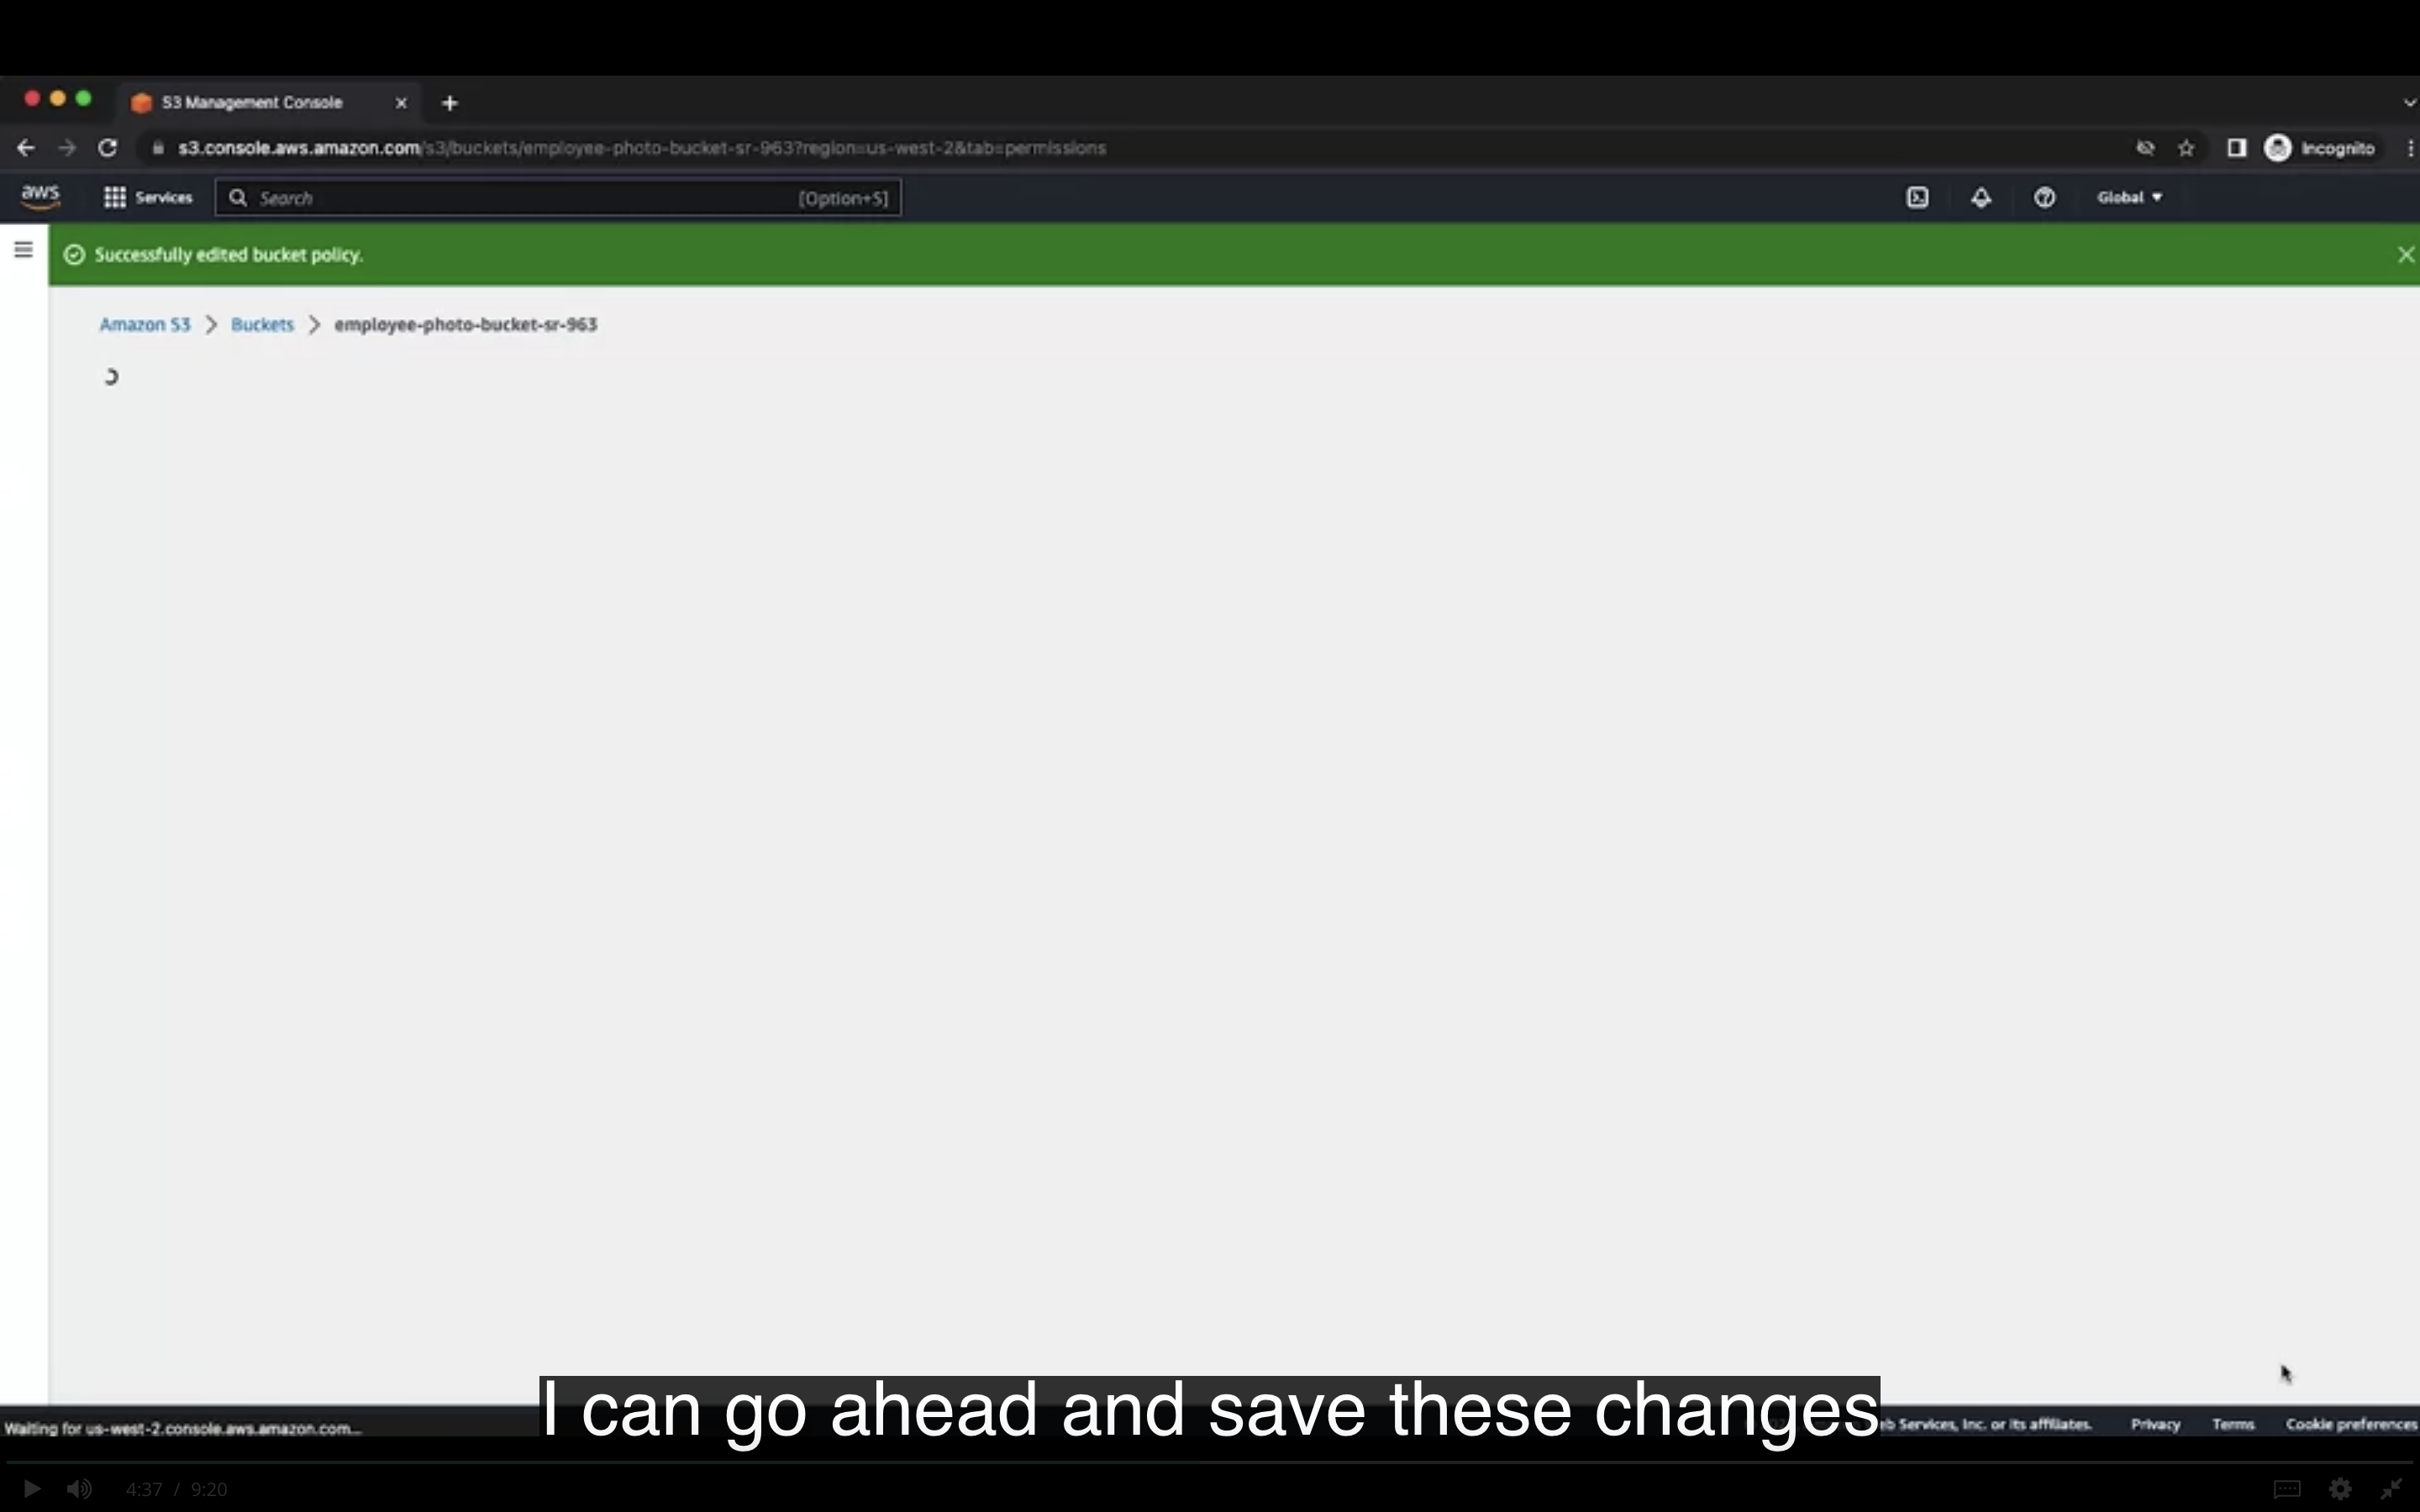 S3 Management Console
s3.console.aws.amazon.com/s3/buckets/employee-photo-bucket-sr-963?region=us-west-2&tab=permissions
Incognito
aws
Services
Search
[Option+S]
Global
Successfully edited bucket policy.
Amazon S3 > Buckets > employee-photo-bucket-sr-963
I can go ahead and save these changes
Waiting for us-west-2.console.aws.amazon.com...
Services, Inc. or its affiliates.
Privacy
Terms
Cookie preferences
4:37 / 9:20